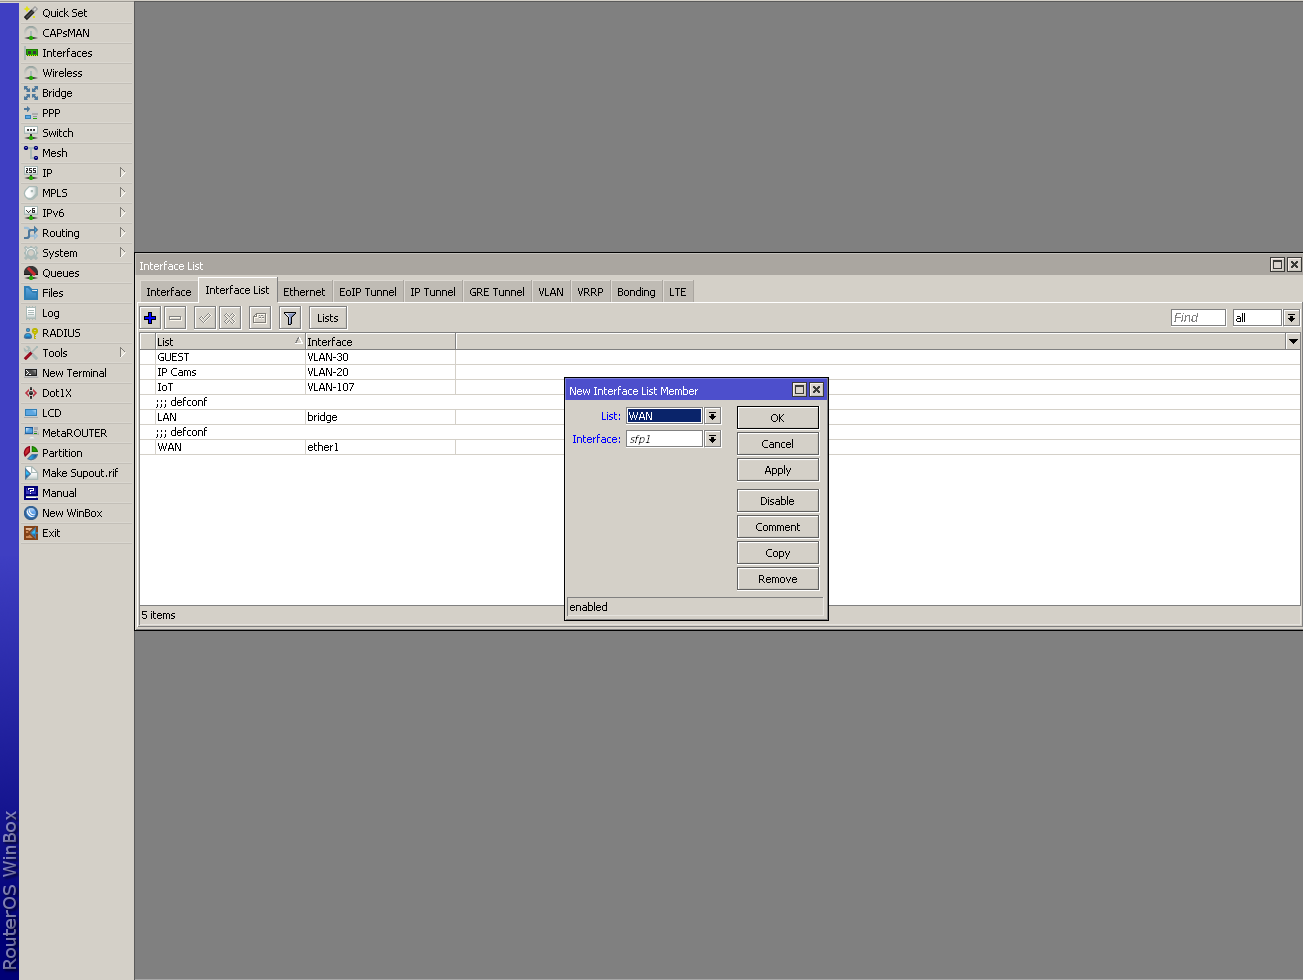 Quick Set
CAPsMAN
Interfaces
Wireless
Bridge
PPP
Switch
Mesh
255 IP
MPLS
v6 IPv6
Routing
System
Queues
Files
Log
RADIUS
Tools
New Terminal
Dot1X
LCD
MetaROUTER
Partition
Make Supout.rif
Manual
New WinBox
Exit
RouterOS WinBox
Interface List
Interface Interface List Ethernet EoIP Tunnel IP Tunnel GRE Tunnel VLAN VRRP Bonding LTE
Lists Find all
List Interface
GUEST VLAN-30
IP Cams VLAN-20
IoT VLAN-107
;;; defconf
LAN bridge
;;; defconf
WAN ether1
5 items
New Interface List Member
List: WAN
Interface: sfp1
OK
Cancel
Apply
Disable
Comment
Copy
Remove
enabled